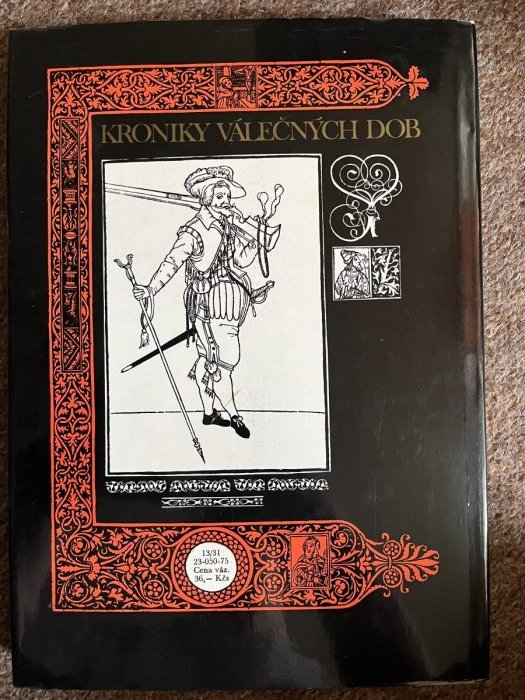 KRONIKY VÁLEČNÝCH DOB
13/31
23-050-75
Cena váz.
36,— Kčs